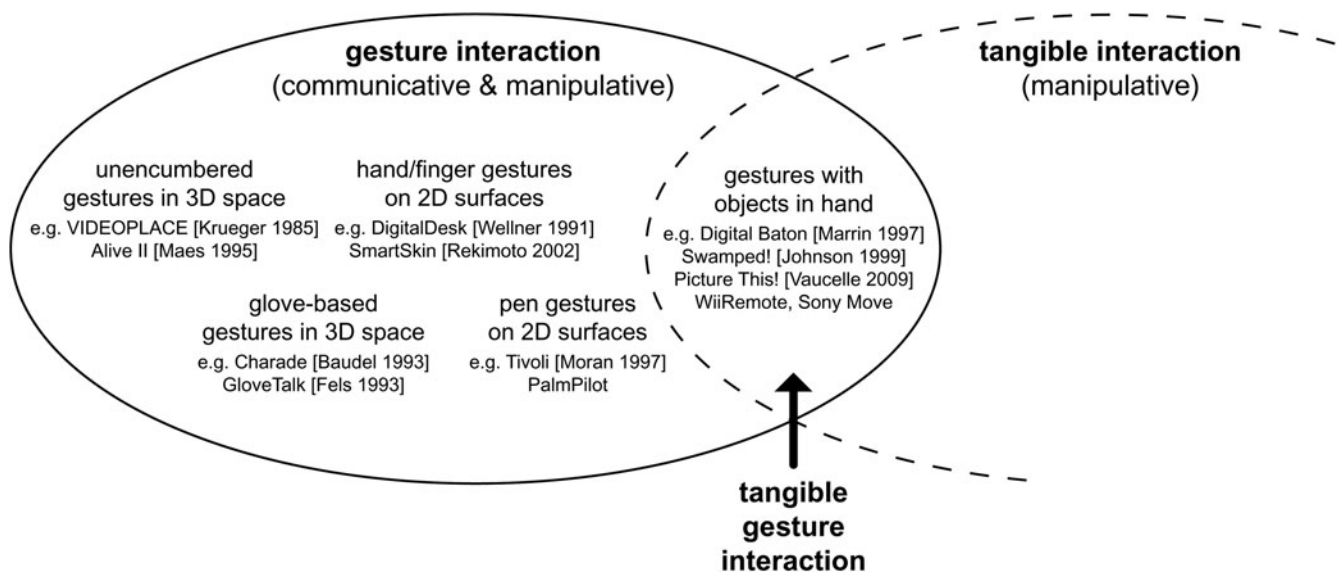 gesture interaction
(communicative & manipulative)
tangible interaction
(manipulative)
unencumbered
gestures in 3D space
e.g. VIDEOPLACE [Krueger 1985]
Alive II [Maes 1995]
hand/finger gestures
on 2D surfaces
e.g. DigitalDesk [Wellner 1991]
SmartSkin [Rekimoto 2002]
gestures with
objects in hand
e.g. Digital Baton [Marrin 1997]
Swamped! [Johnson 1999]
Picture This! [Vaucelle 2009]
WiiRemote, Sony Move
glove-based
gestures in 3D space
e.g. Charade [Baudel 1993]
GloveTalk [Fels 1993]
pen gestures
on 2D surfaces
e.g. Tivoli [Moran 1997]
PalmPilot
tangible
gesture
interaction